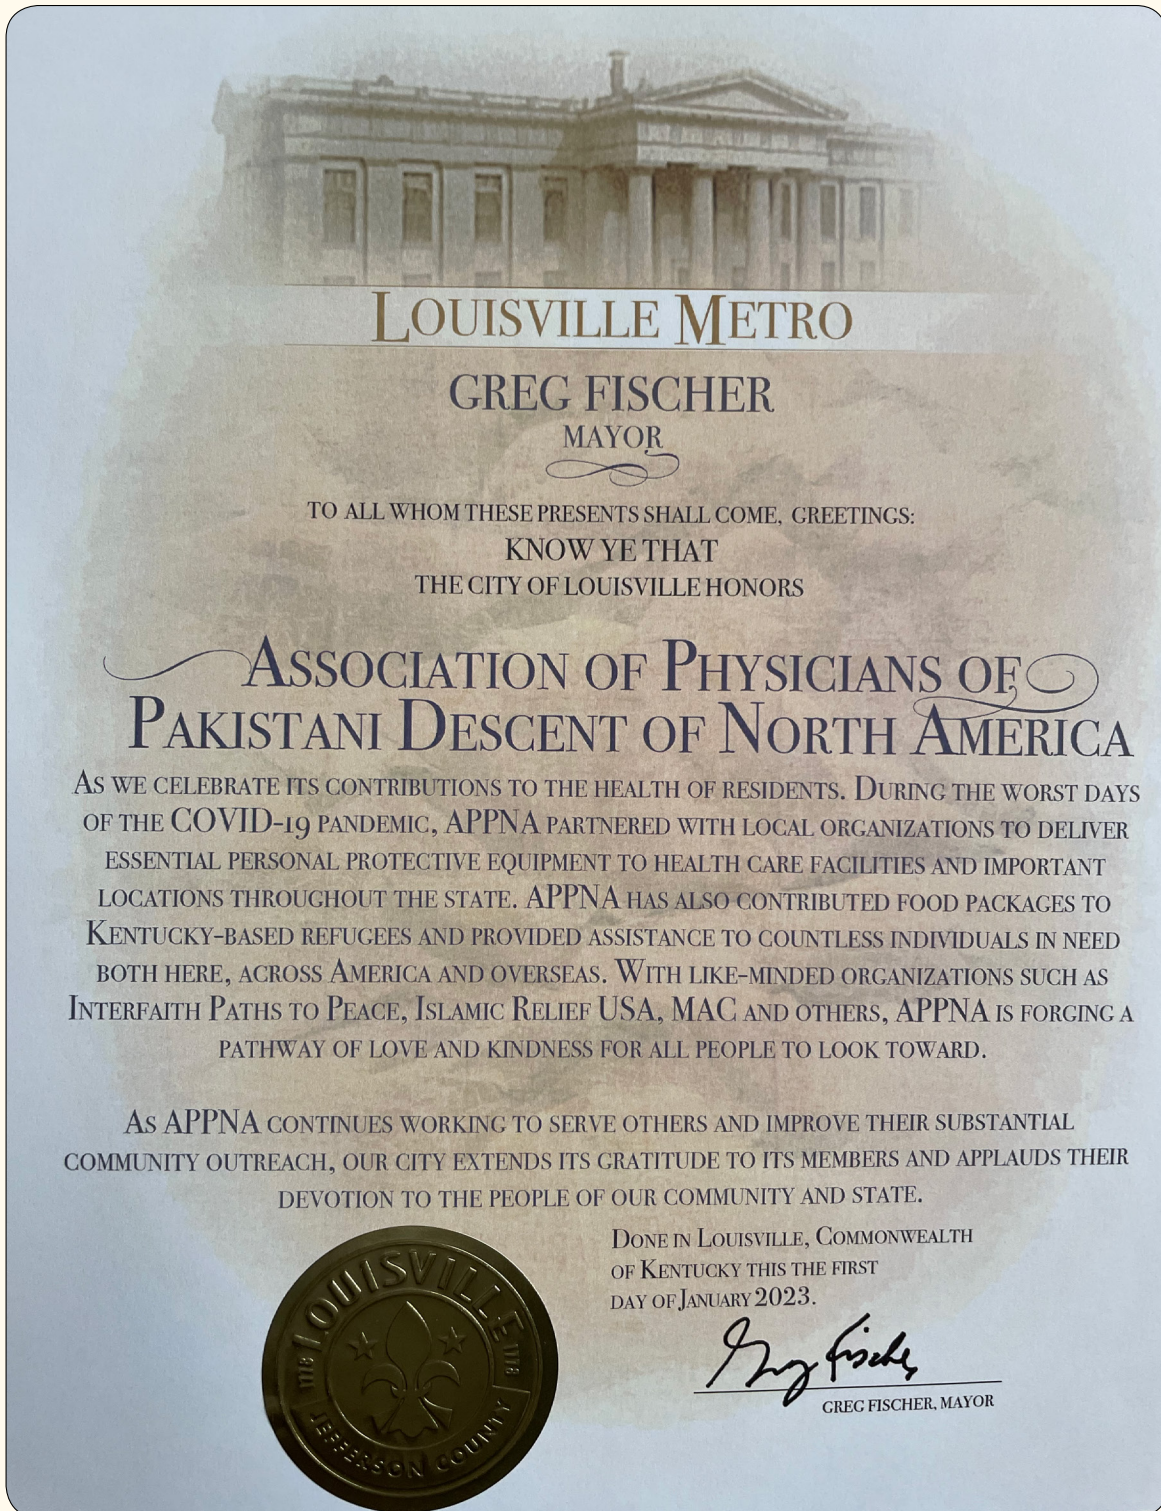 LOUISVILLE METRO
GREG FISCHER
MAYOR
TO ALL WHOM THESE PRESENTS SHALL COME, GREETINGS:
KNOW YE THAT
THE CITY OF LOUISVILLE HONORS
ASSOCIATION OF PHYSICIANS OF
PAKISTANI DESCENT OF NORTH AMERICA
AS WE CELEBRATE ITS CONTRIBUTIONS TO THE HEALTH OF RESIDENTS. DURING THE WORST DAYS
OF THE COVID-19 PANDEMIC, APPNA PARTNERED WITH LOCAL ORGANIZATIONS TO DELIVER
ESSENTIAL PERSONAL PROTECTIVE EQUIPMENT TO HEALTH CARE FACILITIES AND IMPORTANT
LOCATIONS THROUGHOUT THE STATE. APPNA HAS ALSO CONTRIBUTED FOOD PACKAGES TO
KENTUCKY-BASED REFUGEES AND PROVIDED ASSISTANCE TO COUNTLESS INDIVIDUALS IN NEED
BOTH HERE, ACROSS AMERICA AND OVERSEAS. WITH LIKE-MINDED ORGANIZATIONS SUCH AS
INTERFAITH PATHS TO PEACE, ISLAMIC RELIEF USA, MAC AND OTHERS, APPNA IS FORGING A
PATHWAY OF LOVE AND KINDNESS FOR ALL PEOPLE TO LOOK TOWARD.
AS APPNA CONTINUES WORKING TO SERVE OTHERS AND IMPROVE THEIR SUBSTANTIAL
COMMUNITY OUTREACH, OUR CITY EXTENDS ITS GRATITUDE TO ITS MEMBERS AND APPLAUDS THEIR
DEVOTION TO THE PEOPLE OF OUR COMMUNITY AND STATE.
DONE IN LOUISVILLE, COMMONWEALTH
OF KENTUCKY THIS THE FIRST
DAY OF JANUARY 2023.
Greg Fischer
GREG FISCHER, MAYOR
LOUISVILLE
1778 1778
JEFFERSON COUNTY